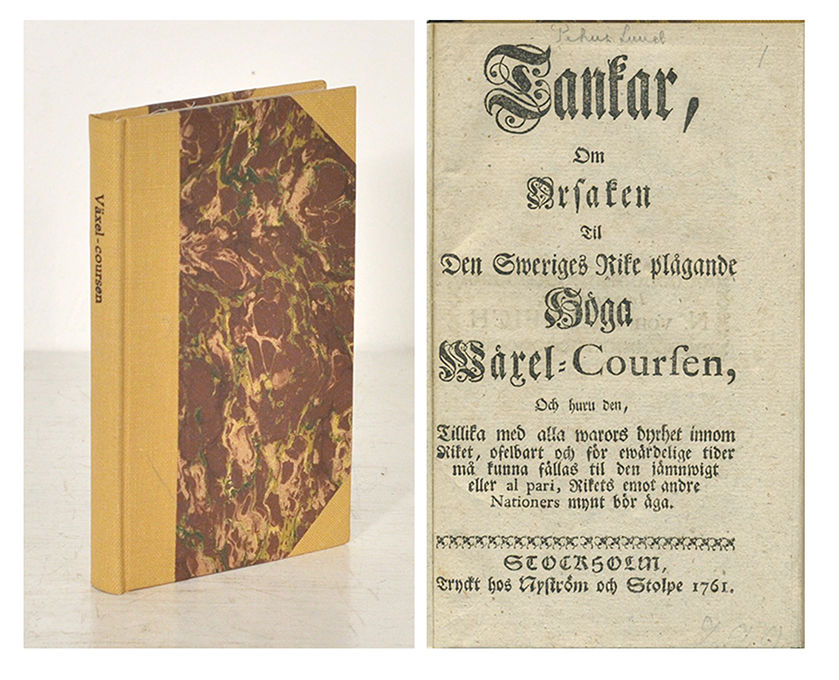 Växel-coursen
Tankar,
Om
Orsaken
Til
Den Sweriges Rike plågande
Höga
Wäxel-Coursen,
Och huru den,
Tillika med alla warors dyrhet innom
Riket, ofelbart och för ewärdelige tider
må kunna fällas til den jämnwigt
eller al pari, Rikets emot andre
Nationers mynt bör äga.
STOCKHOLM,
Tryckt hos Nyström och Stolpe 1761.